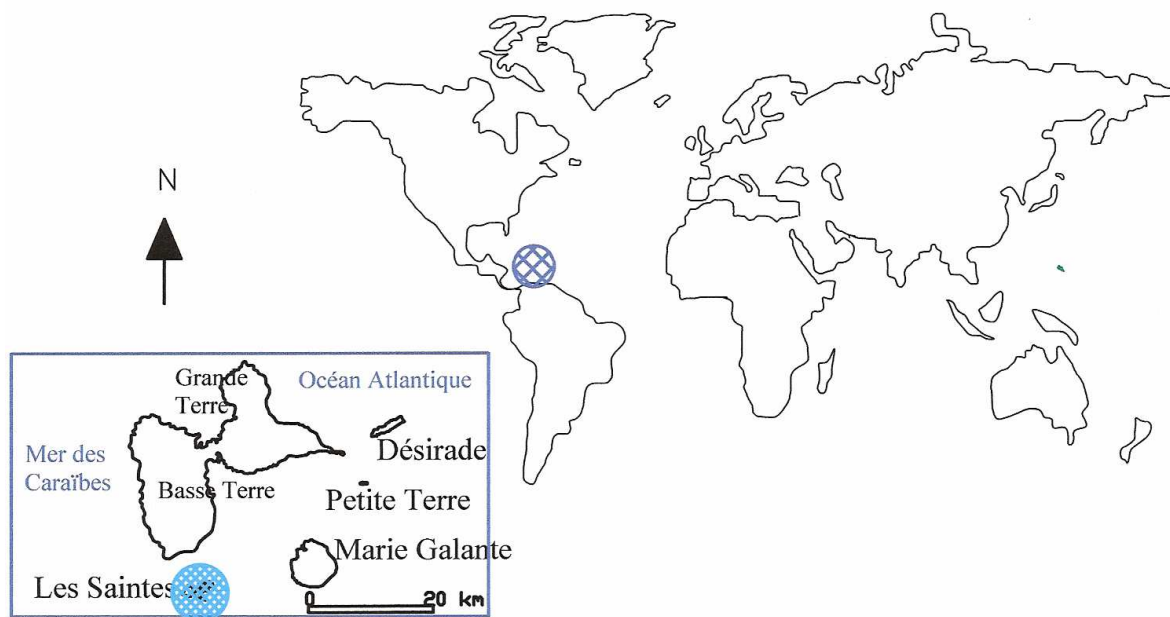 N
Grande
Terre
Océan Atlantique
Mer des
Caraïbes
Désirade
Basse Terre
Petite Terre
Marie Galante
Les Saintes
0 20 km